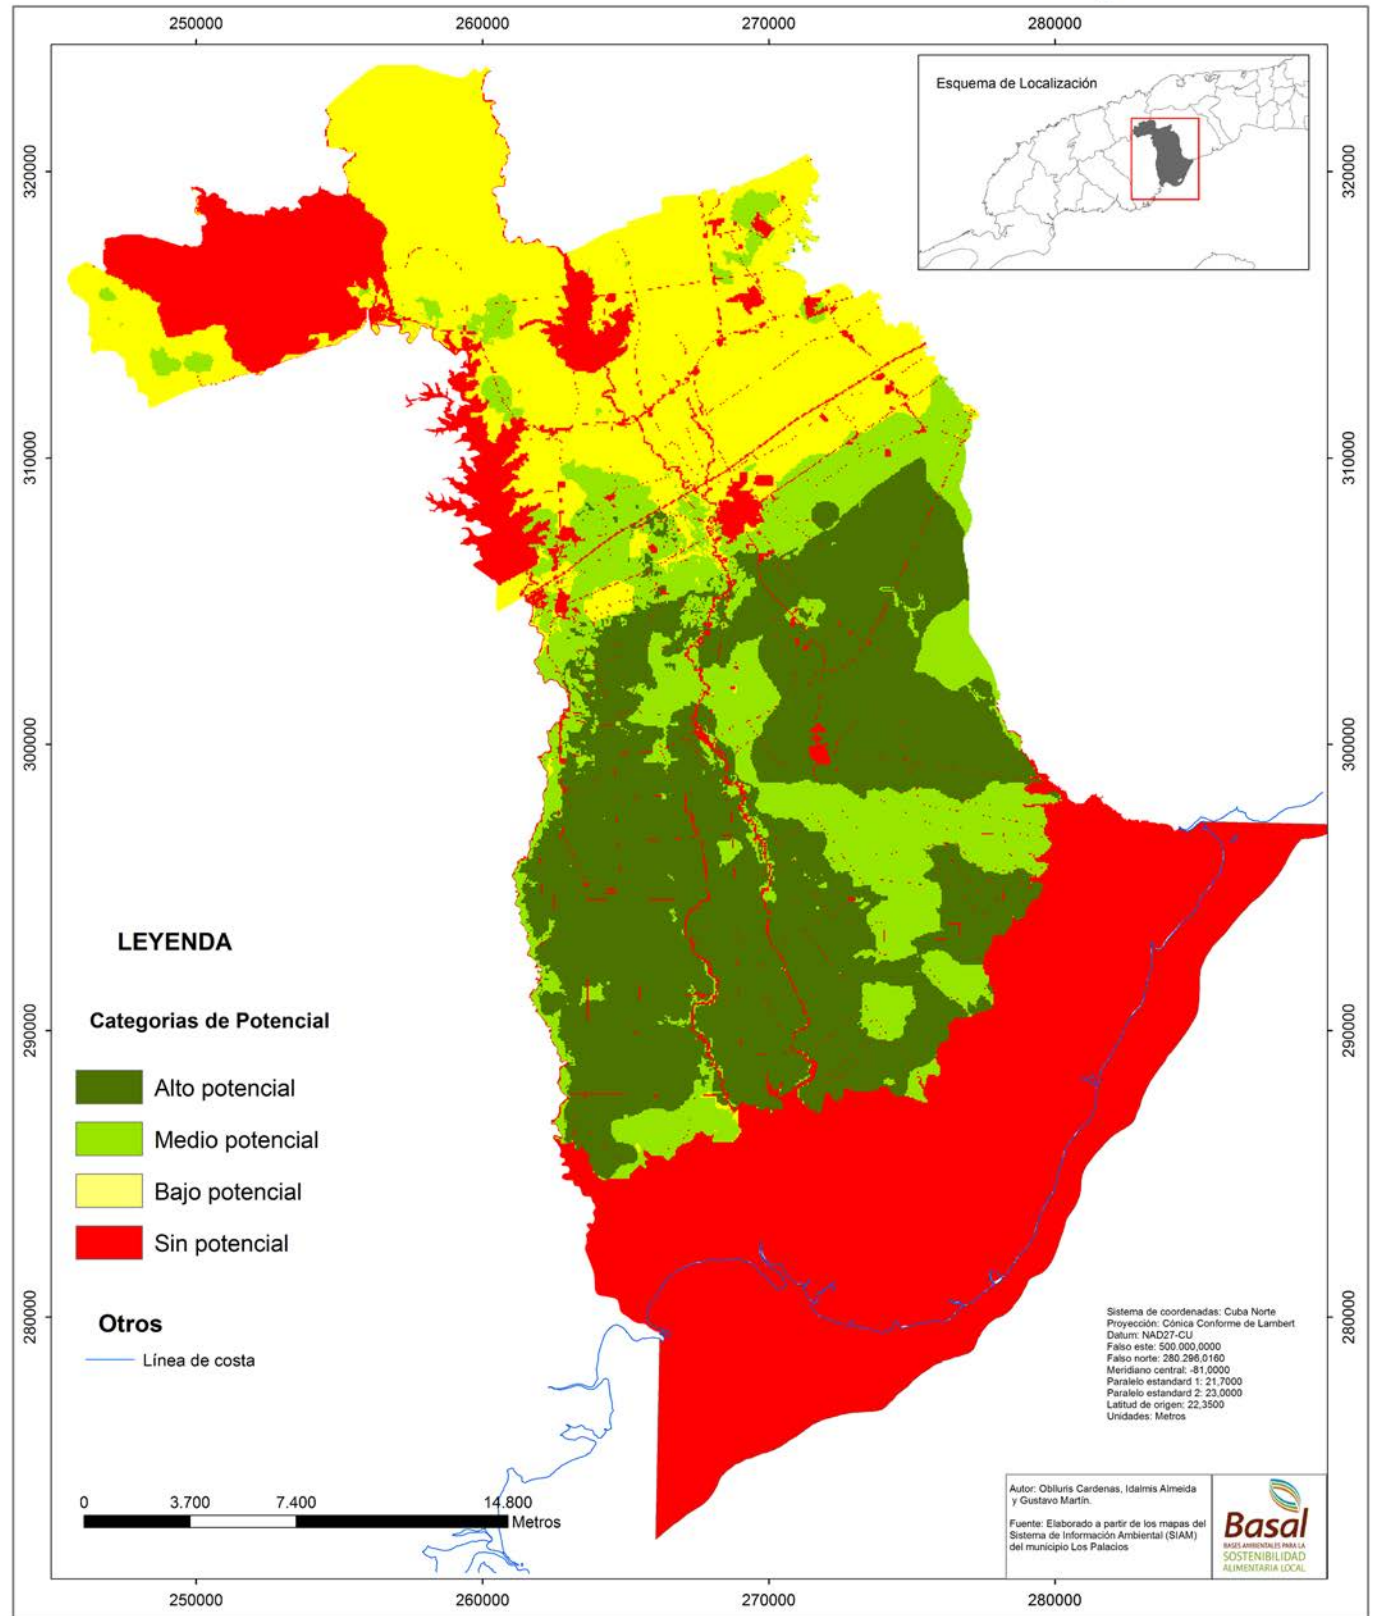 250000 260000 270000 280000
Esquema de Localización
320000 320000
310000 310000
300000 300000
290000 290000
280000 280000
LEYENDA
Categorias de Potencial
Alto potencial
Medio potencial
Bajo potencial
Sin potencial
Otros
Línea de costa
Sistema de coordenadas: Cuba Norte
Proyección: Cónica Conforme de Lambert
Datum: NAD27-CU
Falso este: 500.000,0000
Falso norte: 280.296,0160
Meridiano central: -81,0000
Paralelo estandard 1: 21,7000
Paralelo estandard 2: 23,0000
Latitud de origen: 22,3500
Unidades: Metros
0 3.700 7.400 14.800
Metros
Autor: Oblluris Cardenas, Idalmis Almeida
y Gustavo Martín.
Fuente: Elaborado a partir de los mapas del
Sistema de Información Ambiental (SIAM)
del municipio Los Palacios
Basal
BASES AMBIENTALES PARA LA
SOSTENIBILIDAD
ALIMENTARIA LOCAL
250000 260000 270000 280000